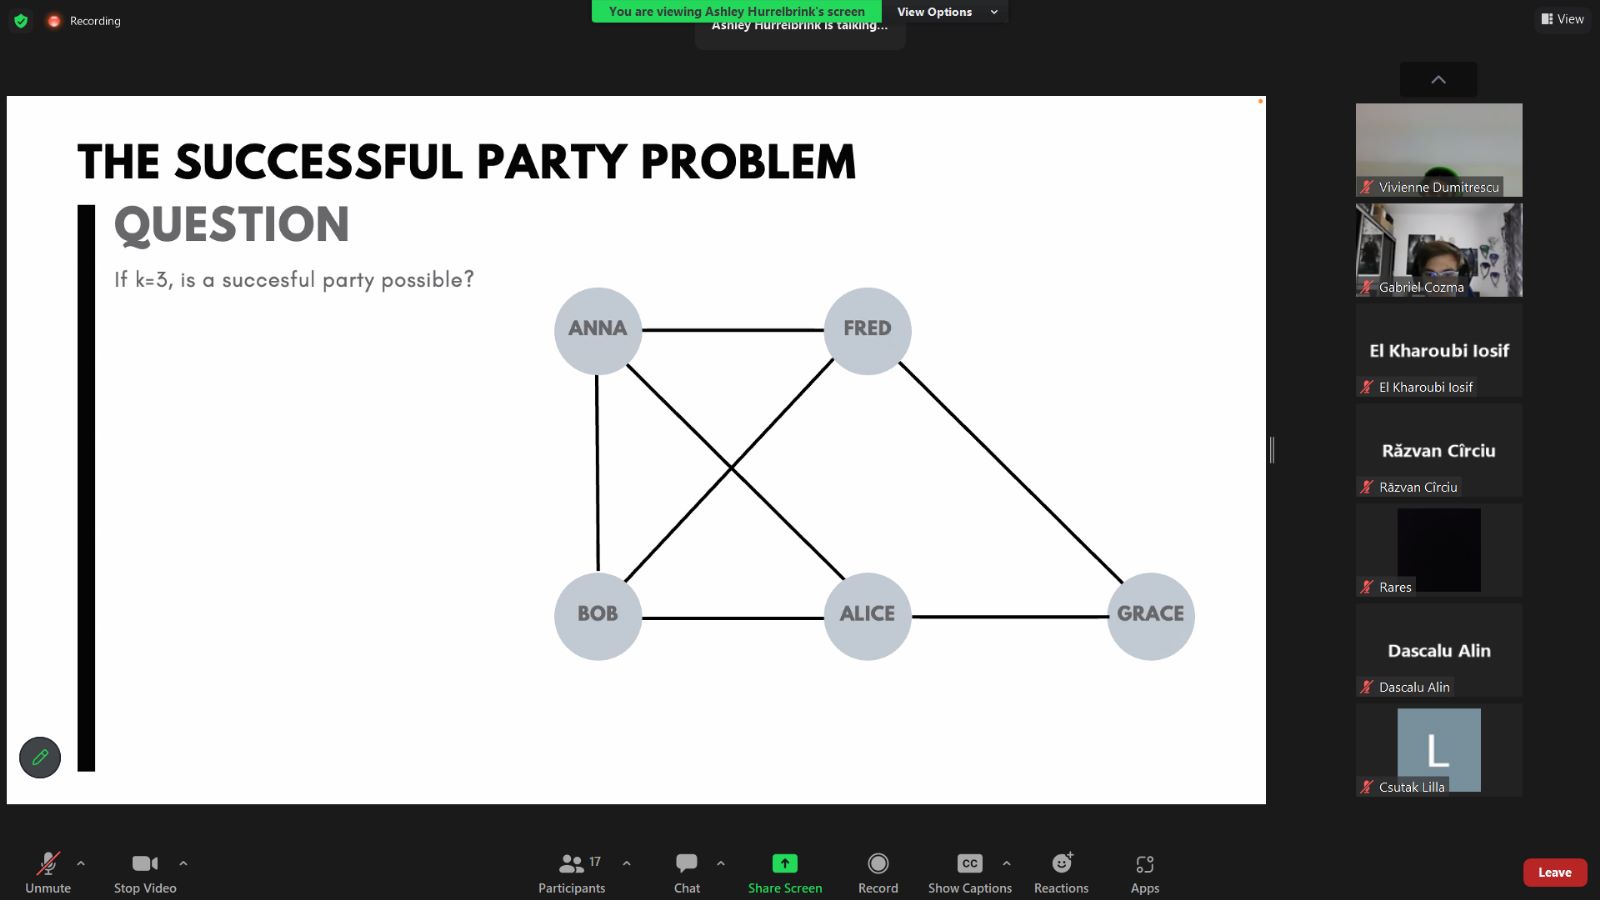 Recording
You are viewing Ashley Hurrelbrink's screen
View Options
Ashley Hurrelbrink is talking...
View
THE SUCCESSFUL PARTY PROBLEM
QUESTION
If k=3, is a succesful party possible?
ANNA
FRED
BOB
ALICE
GRACE
Vivienne Dumitrescu
Gabriel Cozma
El Kharoubi Iosif
El Kharoubi Iosif
Răzvan Cîrciu
Răzvan Cîrciu
Rares
Dascalu Alin
Dascalu Alin
L
Csutak Lilla
Unmute
Stop Video
17
Participants
Chat
Share Screen
Record
CC
Show Captions
Reactions
Apps
Leave